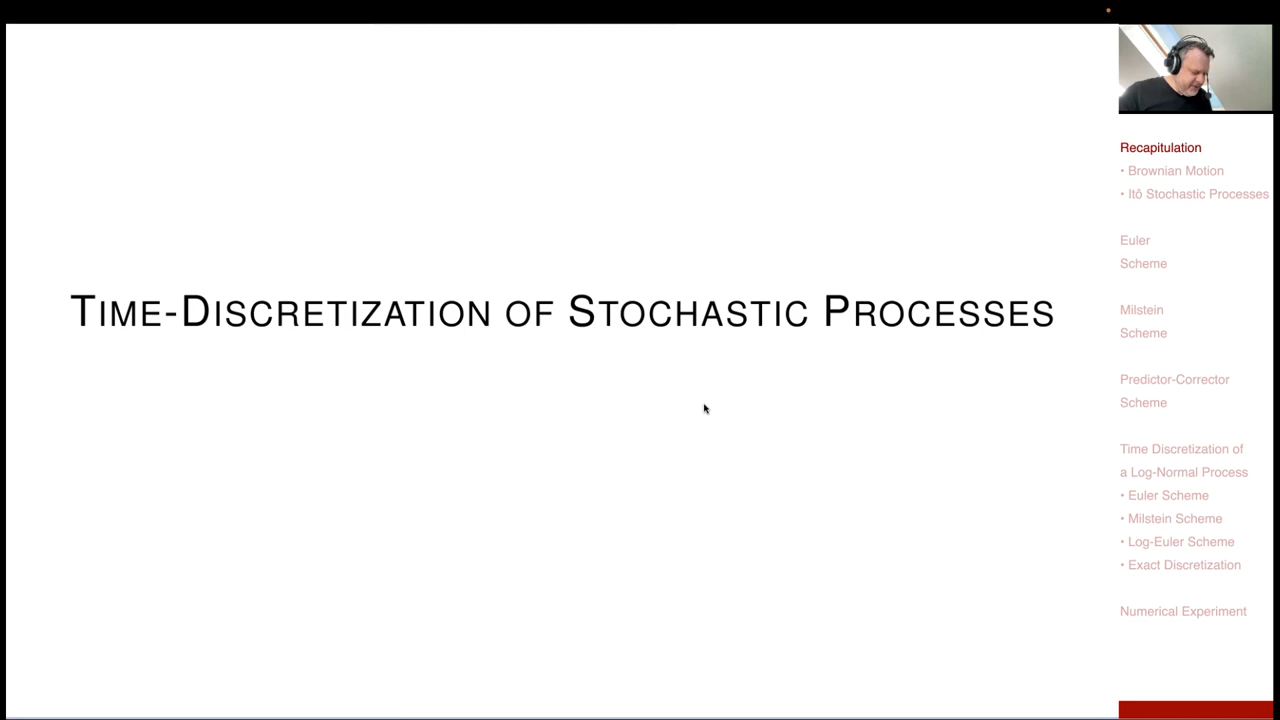 TIME-DISCRETIZATION OF STOCHASTIC PROCESSES
Recapitulation
• Brownian Motion
• Itô Stochastic Processes
Euler
Scheme
Milstein
Scheme
Predictor-Corrector
Scheme
Time Discretization of
a Log-Normal Process
• Euler Scheme
• Milstein Scheme
• Log-Euler Scheme
• Exact Discretization
Numerical Experiment